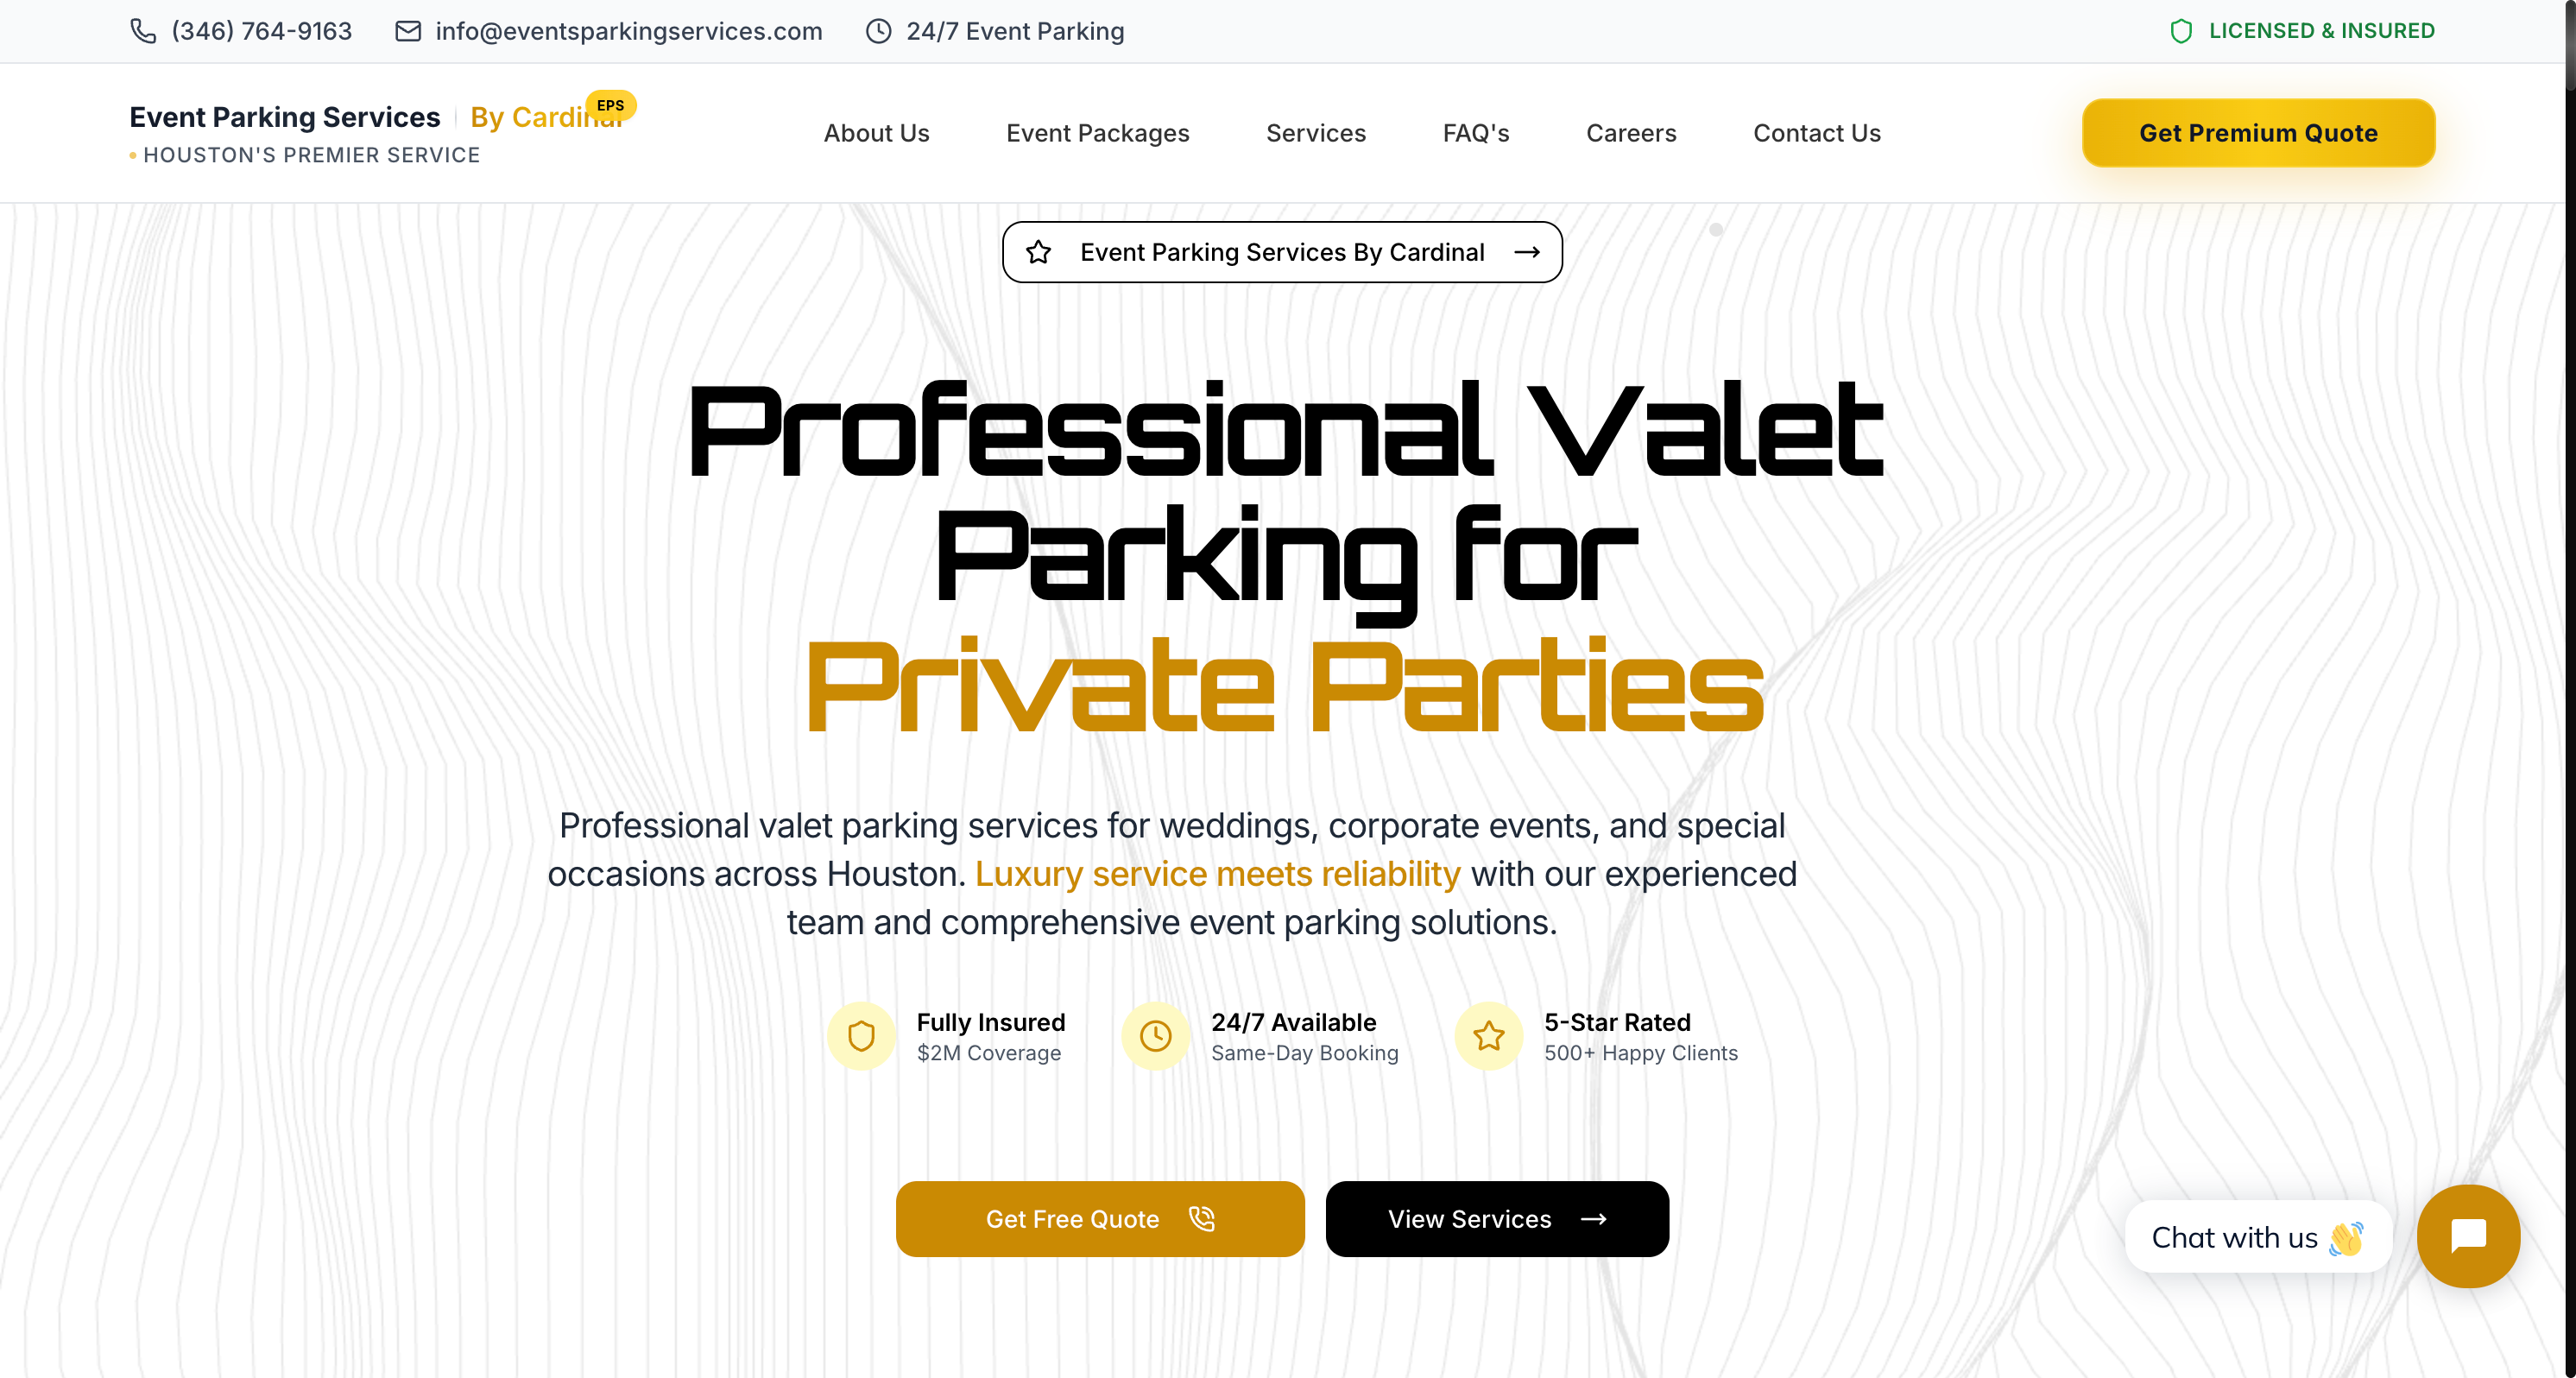 (346) 764-9163 info@eventsparkingservices.com 24/7 Event Parking LICENSED & INSURED
Event Parking Services By Cardinal EPS
HOUSTON'S PREMIER SERVICE
About Us Event Packages Services FAQ's Careers Contact Us Get Premium Quote
Event Parking Services By Cardinal
Professional Valet
Parking for
Private Parties
Professional valet parking services for weddings, corporate events, and special
occasions across Houston. Luxury service meets reliability with our experienced
team and comprehensive event parking solutions.
Fully Insured
$2M Coverage
24/7 Available
Same-Day Booking
5-Star Rated
500+ Happy Clients
Get Free Quote
View Services
Chat with us 👋